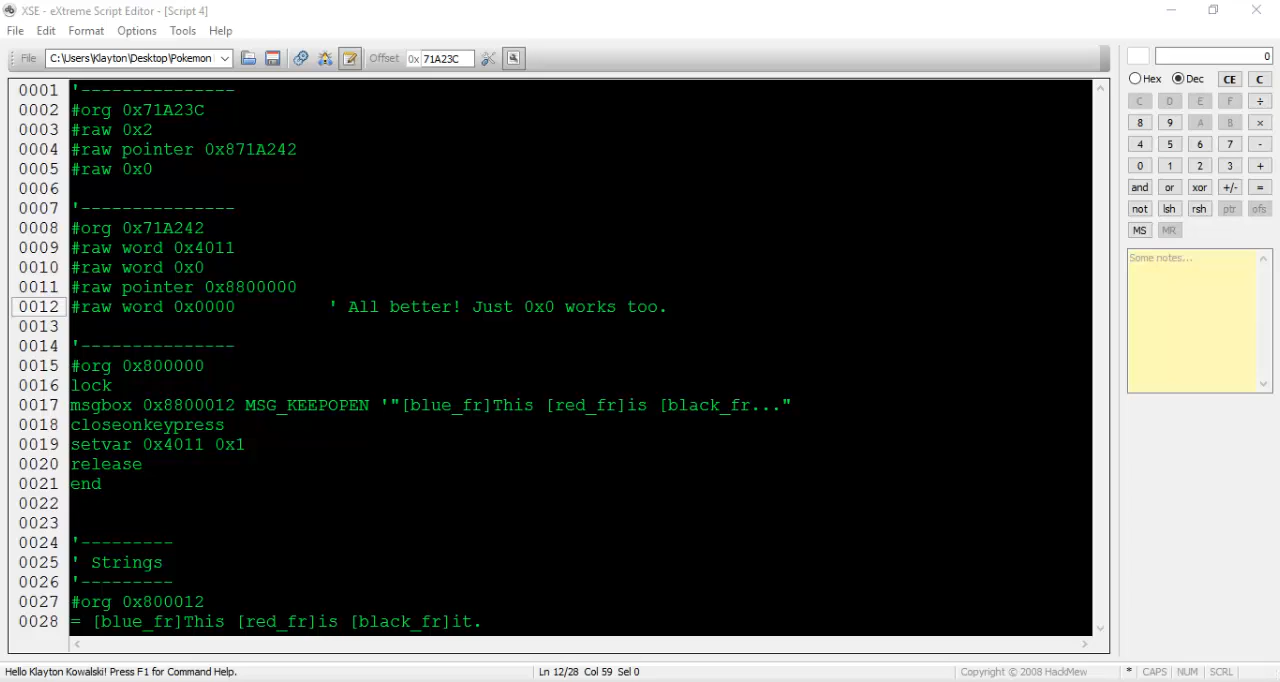 XSE - eXtreme Script Editor - [Script 4]
File Edit Format Options Tools Help
File C:\Users\Klayton\Desktop\Pokemon Offset 0x 71A23C
0
Hex Dec CE C
C D E F ÷
8 9 A B ×
4 5 6 7 -
0 1 2 3 +
and or xor +/- =
not lsh rsh ptr ofs
MS MR
Some notes...
0001 '---------------
0002 #org 0x71A23C
0003 #raw 0x2
0004 #raw pointer 0x871A242
0005 #raw 0x0
0006
0007 '---------------
0008 #org 0x71A242
0009 #raw word 0x4011
0010 #raw word 0x0
0011 #raw pointer 0x8800000
0012 #raw word 0x0000 ' All better! Just 0x0 works too.
0013
0014 '---------------
0015 #org 0x800000
0016 lock
0017 msgbox 0x8800012 MSG_KEEPOPEN '"[blue_fr]This [red_fr]is [black_fr..."
0018 closeonkeypress
0019 setvar 0x4011 0x1
0020 release
0021 end
0022
0023
0024 '---------
0025 ' Strings
0026 '---------
0027 #org 0x800012
0028 = [blue_fr]This [red_fr]is [black_fr]it.
Hello Klayton Kowalski! Press F1 for Command Help. Ln 12/28 Col 59 Sel 0 Copyright © 2008 HackMew * CAPS NUM SCRL